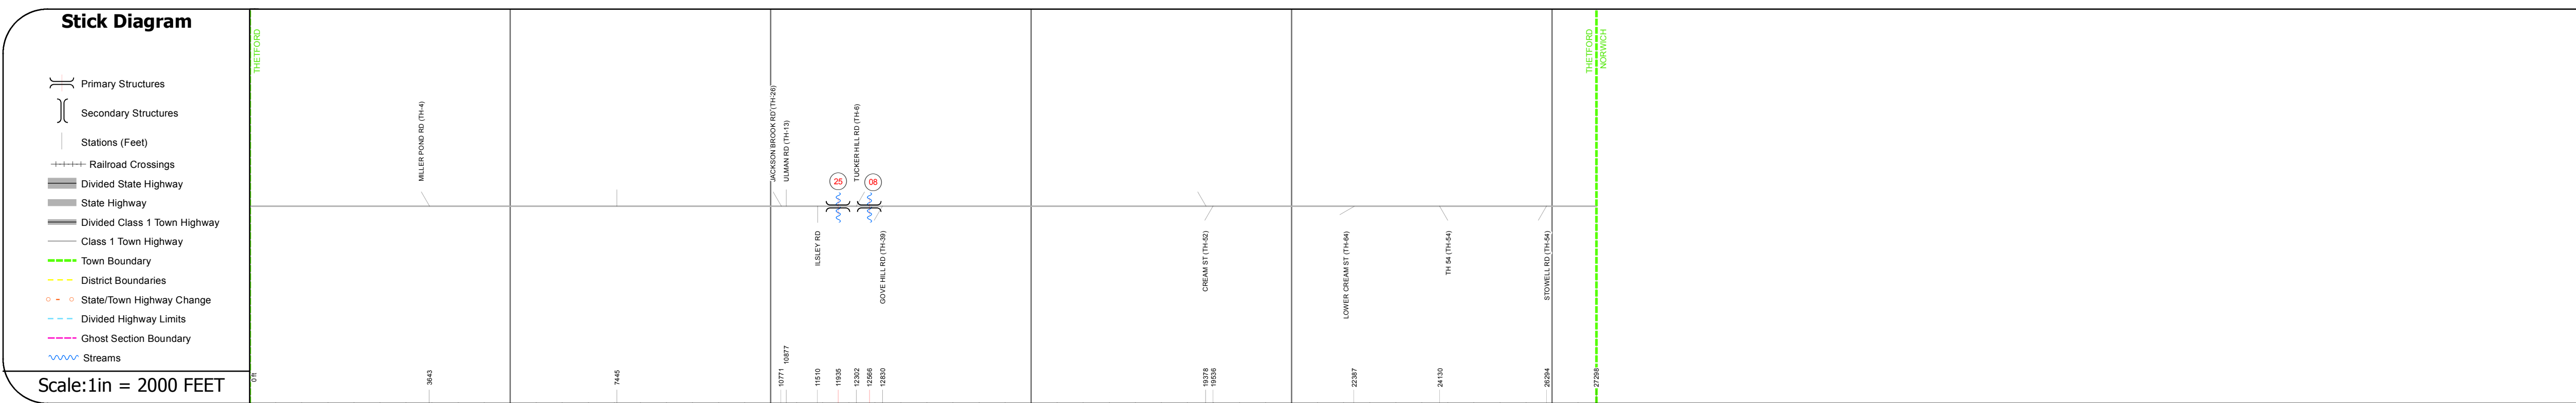 Stick Diagram
Primary Structures
Secondary Structures
Stations (Feet)
Railroad Crossings
Divided State Highway
State Highway
Divided Class 1 Town Highway
Class 1 Town Highway
Town Boundary
District Boundaries
State/Town Highway Change
Divided Highway Limits
Ghost Section Boundary
Streams
Scale:1in = 2000 FEET
THETFORD
MILLER POND RD (TH-4)
JACKSON BROOK RD (TH-26)
ULMAN RD (TH-13)
ILSLEY RD
25
TUCKER HILL RD (TH-6)
08
GOVE HILL RD (TH-39)
CREAM ST (TH-52)
LOWER CREAM ST (TH-64)
TH 54 (TH-54)
STOWELL RD (TH-54)
THETFORD
NORWICH
0 ft
3643
7445
10771
10877
11510
11935
12302
12566
12830
19378
19536
22387
24130
26294
27298